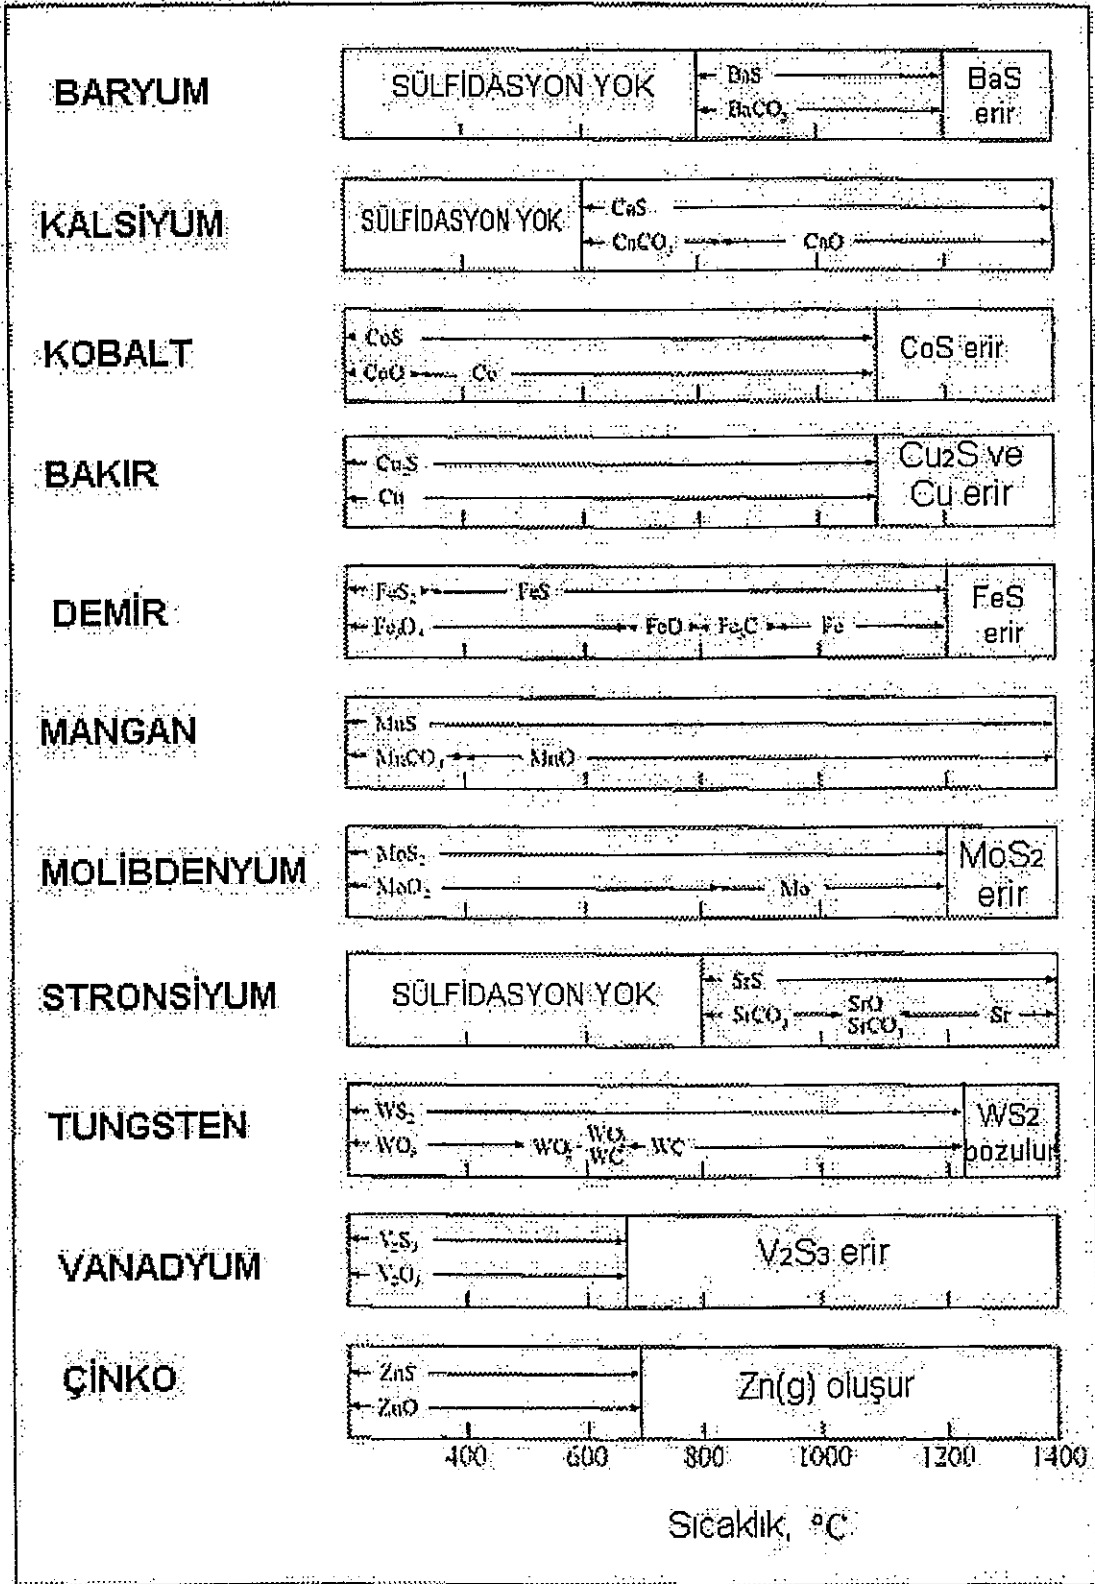 BARYUM
SÜLFİDASYON YOK
BaS
BaCO3
BaS
erir
KALSİYUM
SÜLFİDASYON YOK
CaS
CaCO3
CaO
KOBALT
CoS
CoO
Co
CoS erir
BAKIR
Cu2S
Cu
Cu2S ve
Cu erir
DEMİR
FeS2
FeS
Fe3O4
FeO
Fe3C
Fe
FeS
erir
MANGAN
MnS
MnCO3
MnO
MOLİBDENYUM
MoS2
MoO2
Mo
MoS2
erir
STRONSİYUM
SÜLFİDASYON YOK
SrS
SrCO3
SrO
SrCO3
Sr
TUNGSTEN
WS2
WO3
WO2
WO2
WC
WC
WS2
bozulur
VANADYUM
V2S3
V2O3
V2S3 erir
ÇİNKO
ZnS
ZnO
Zn(g) oluşur
400 600 800 1000 1200 1400
Sıcaklık, °C